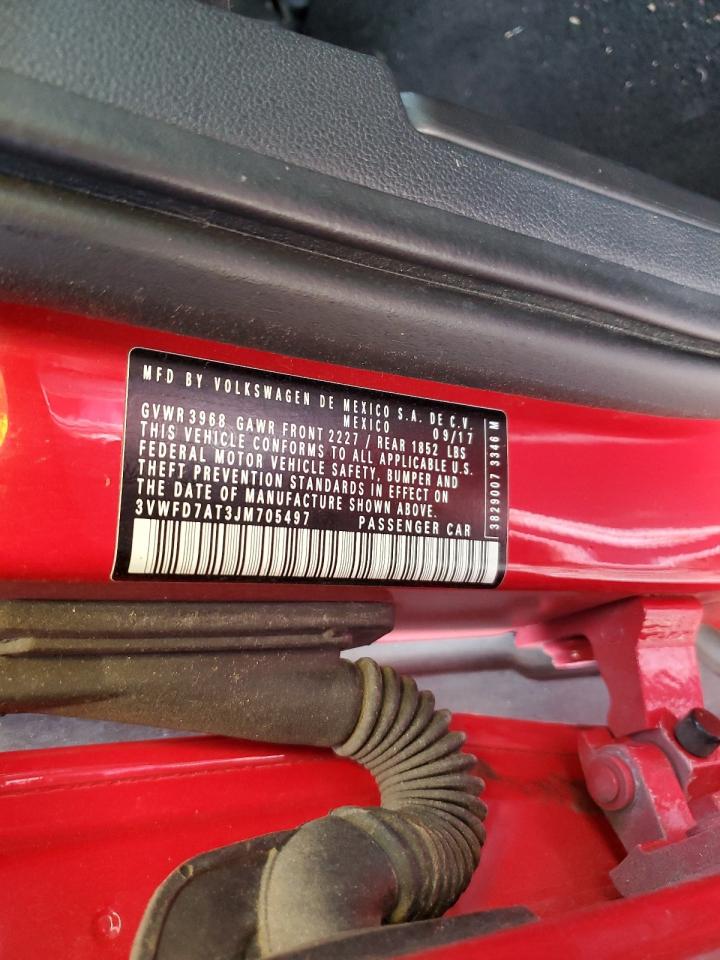 MFD BY VOLKSWAGEN DE MEXICO S.A. DE C.V.
MEXICO 09/17
GVWR 3968 GAWR FRONT 2227 / REAR 1852 LBS
THIS VEHICLE CONFORMS TO ALL APPLICABLE U.S.
FEDERAL MOTOR VEHICLE SAFETY, BUMPER AND
THEFT PREVENTION STANDARDS IN EFFECT ON
THE DATE OF MANUFACTURE SHOWN ABOVE.
3VWFD7AT3JM705497 PASSENGER CAR
3829007 3346 M